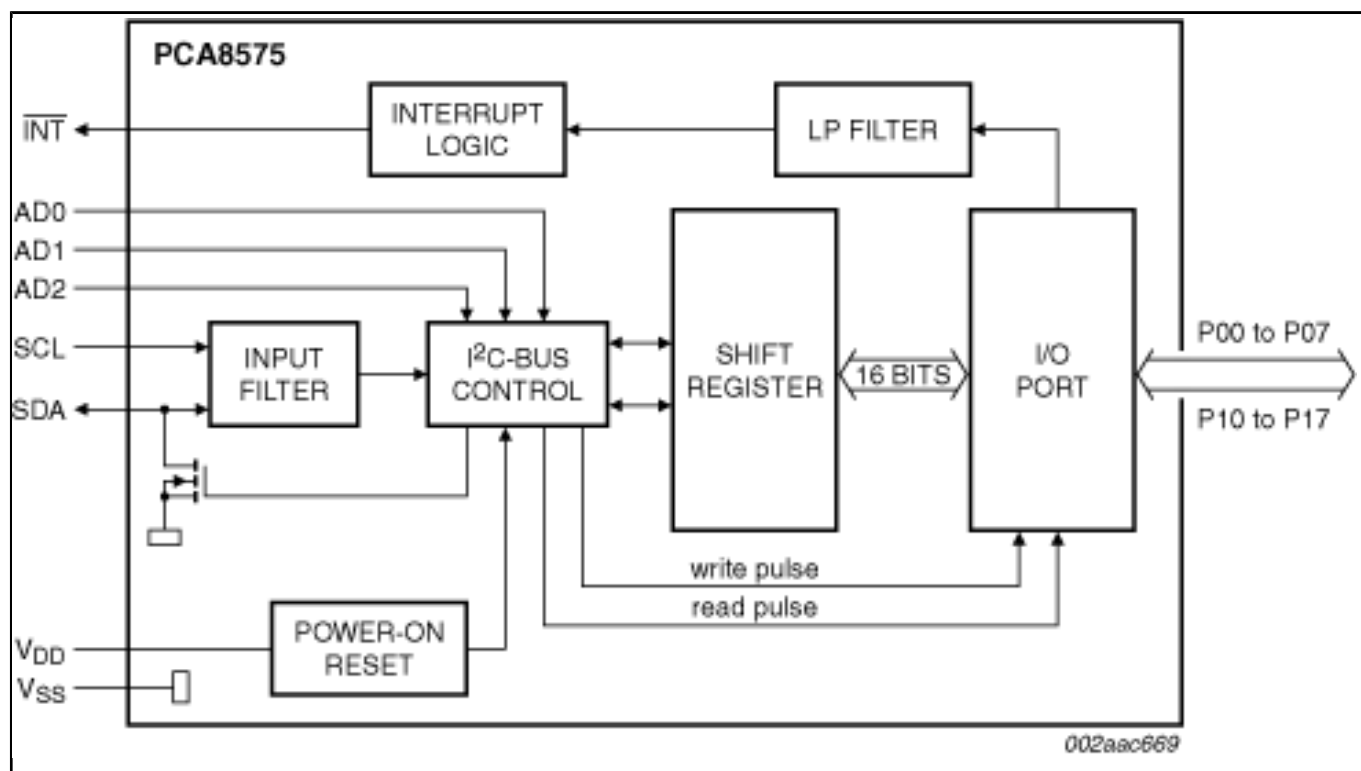 PCA8575
INT
INTERRUPT
LOGIC
LP FILTER
AD0
AD1
AD2
SCL
SDA
INPUT
FILTER
I²C-BUS
CONTROL
SHIFT
REGISTER
16 BITS
I/O
PORT
P00 to P07
P10 to P17
write pulse
read pulse
POWER-ON
RESET
VDD
VSS
002aac669